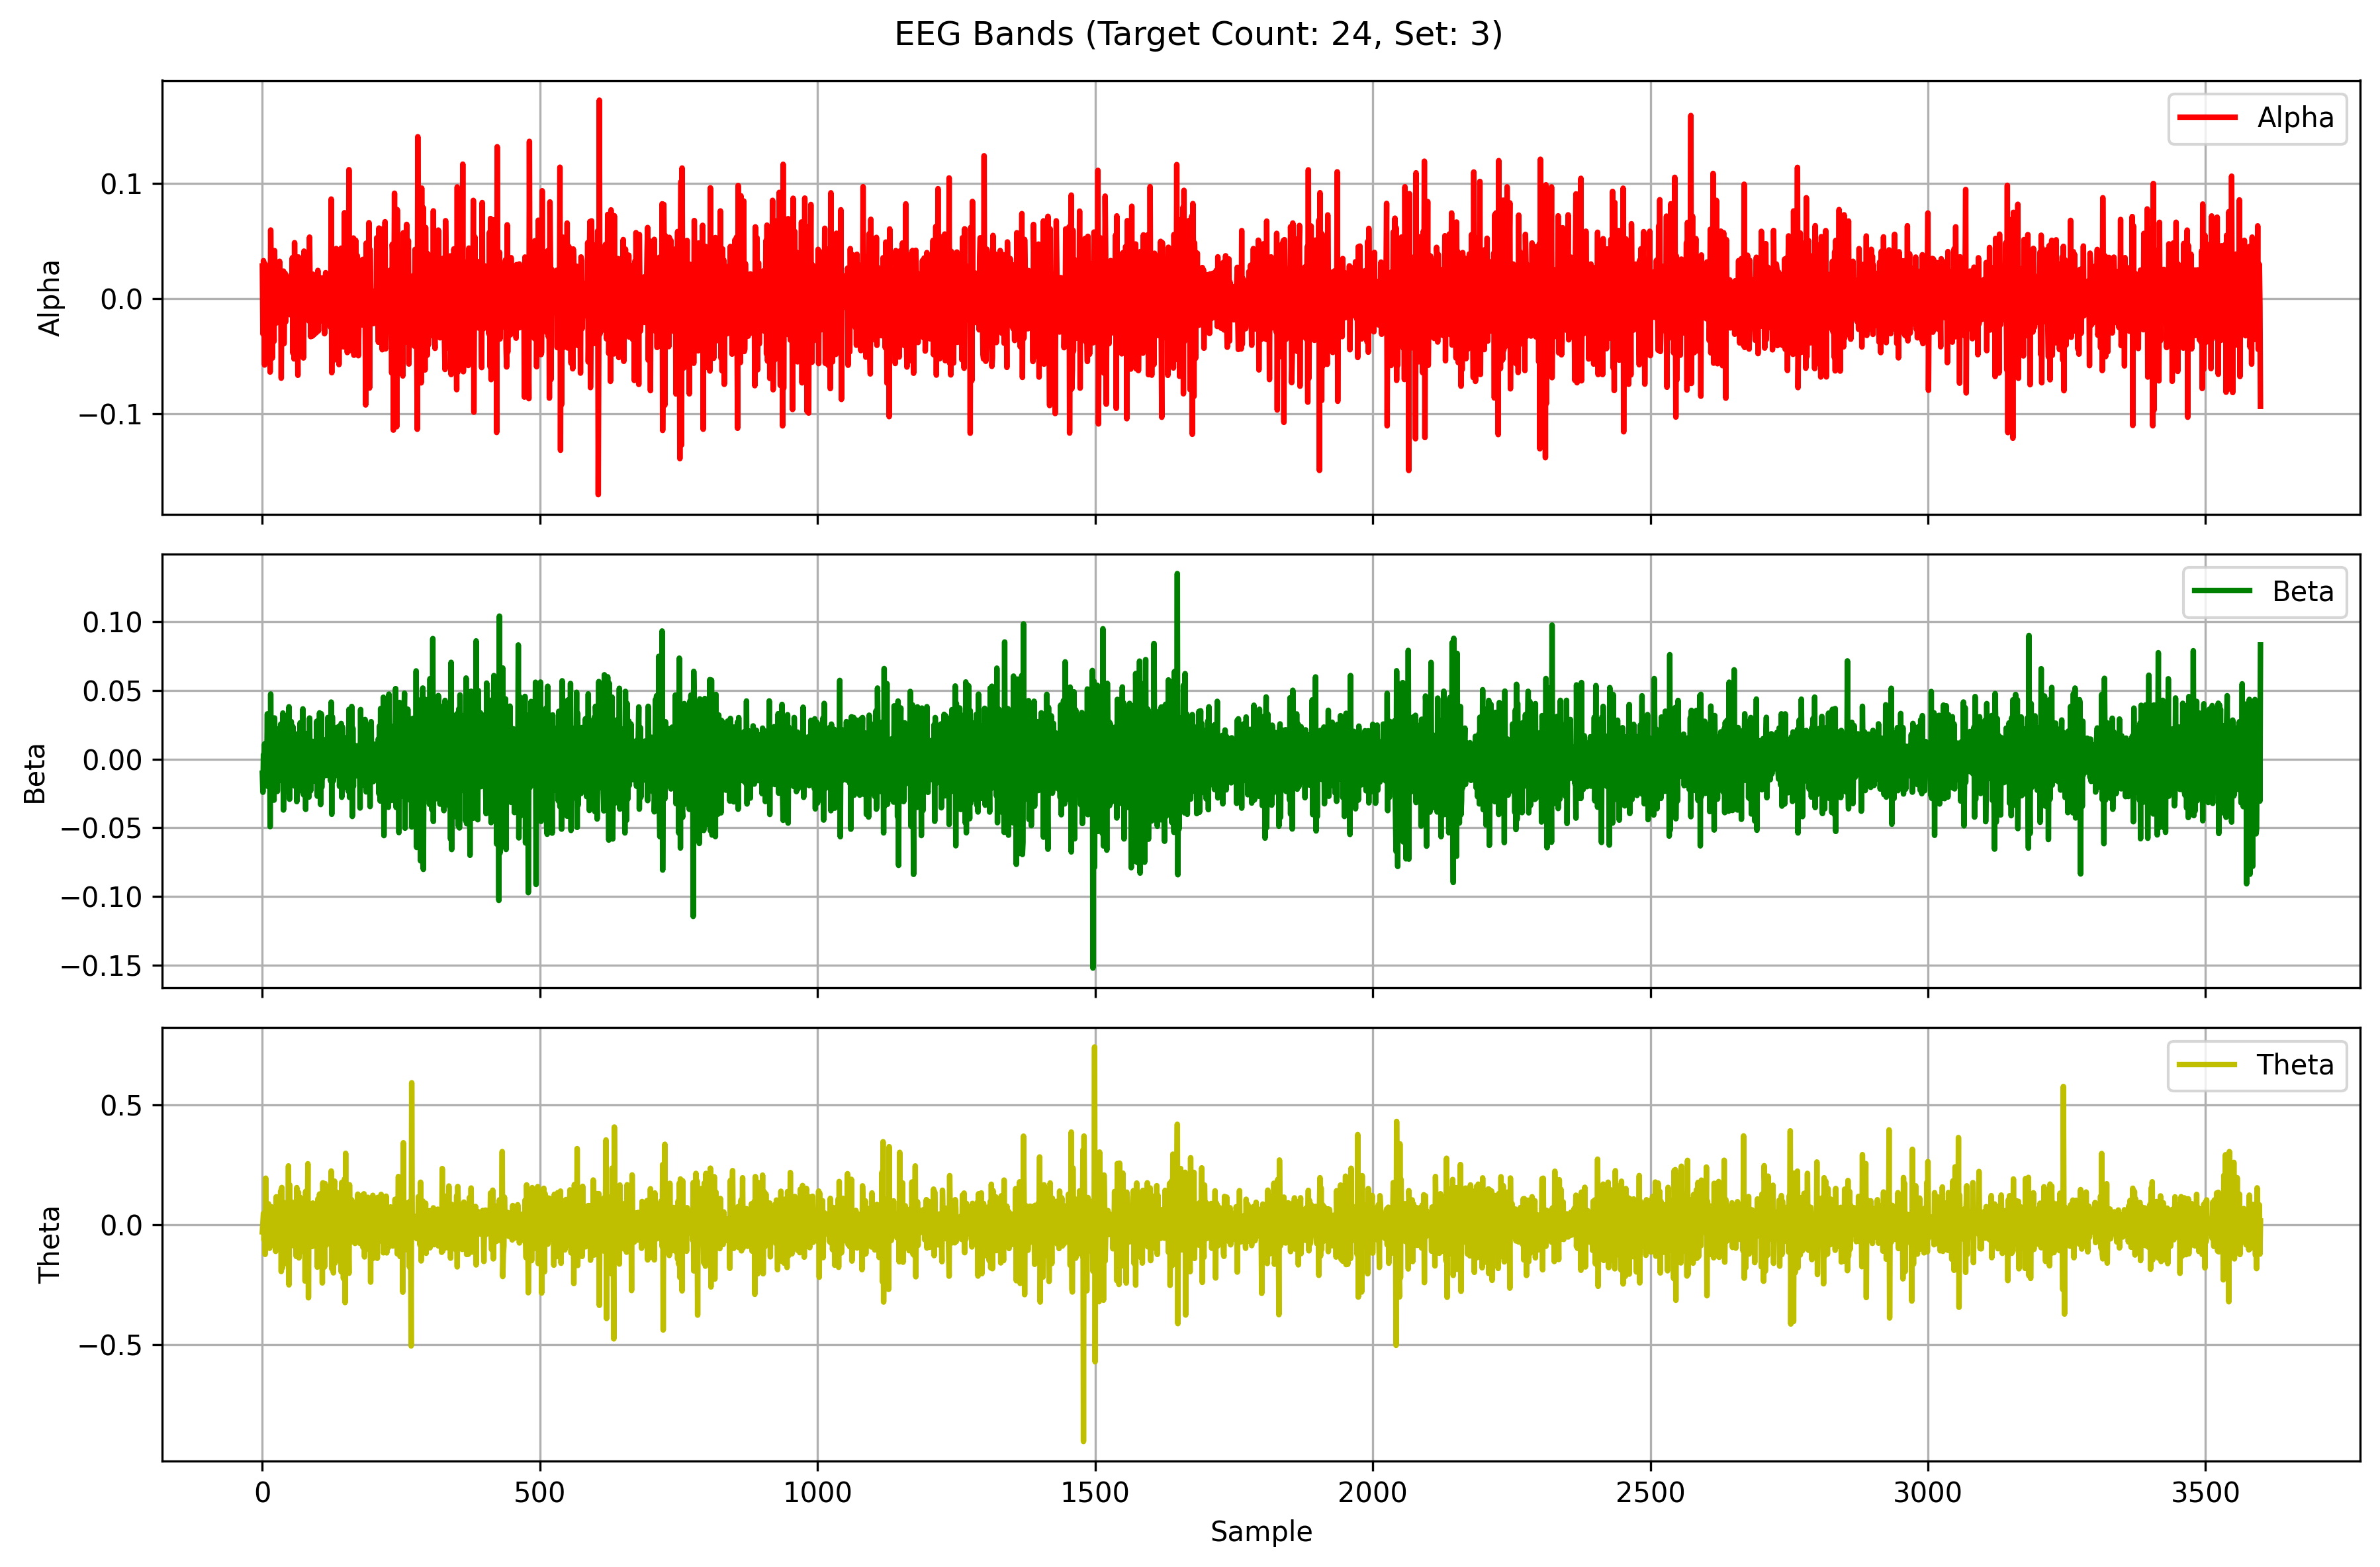 EEG Bands (Target Count: 24, Set: 3)
Alpha
0.1
0.0
−0.1
Alpha
Beta
0.10
0.05
0.00
−0.05
−0.10
−0.15
Beta
Theta
0.5
0.0
−0.5
Theta
0 500 1000 1500 2000 2500 3000 3500
Sample